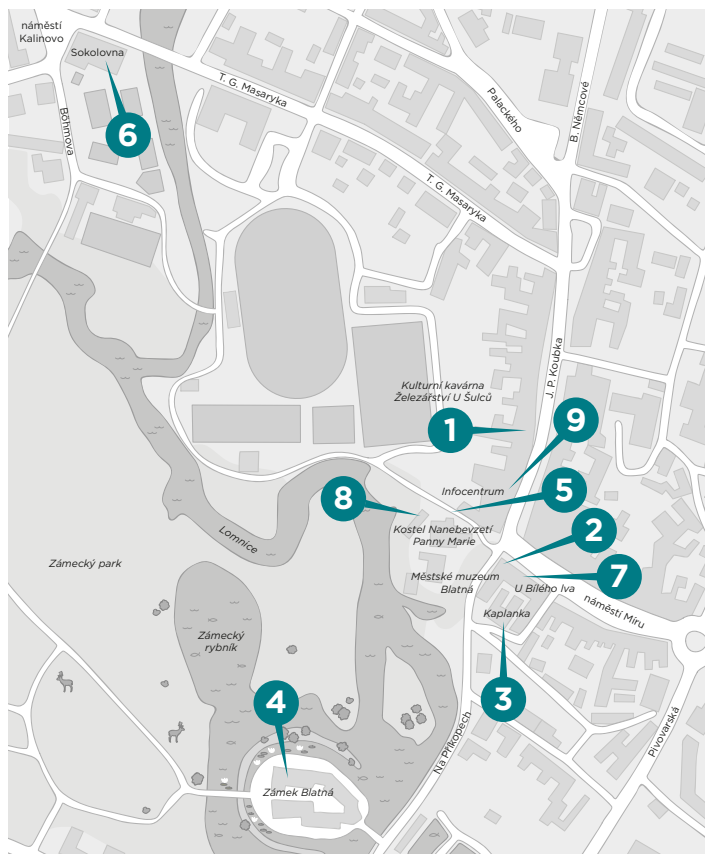 náměstí
Kalinovo
Sokolovna
T. G. Masaryka
Palackého
B. Němcové
Böhmova
6
T. G. Masaryka
J. P. Koubka
Kulturní kavárna
Železářství U Šulců
1
9
Infocentrum
8
5
Kostel Nanebevzetí
Panny Marie
2
Lomnice
Zámecký park
Městské muzeum
Blatná
7
U Bílého lva
náměstí Míru
Kaplanka
Zámecký
rybník
3
4
Na Příkopech
Pivovarská
Zámek Blatná